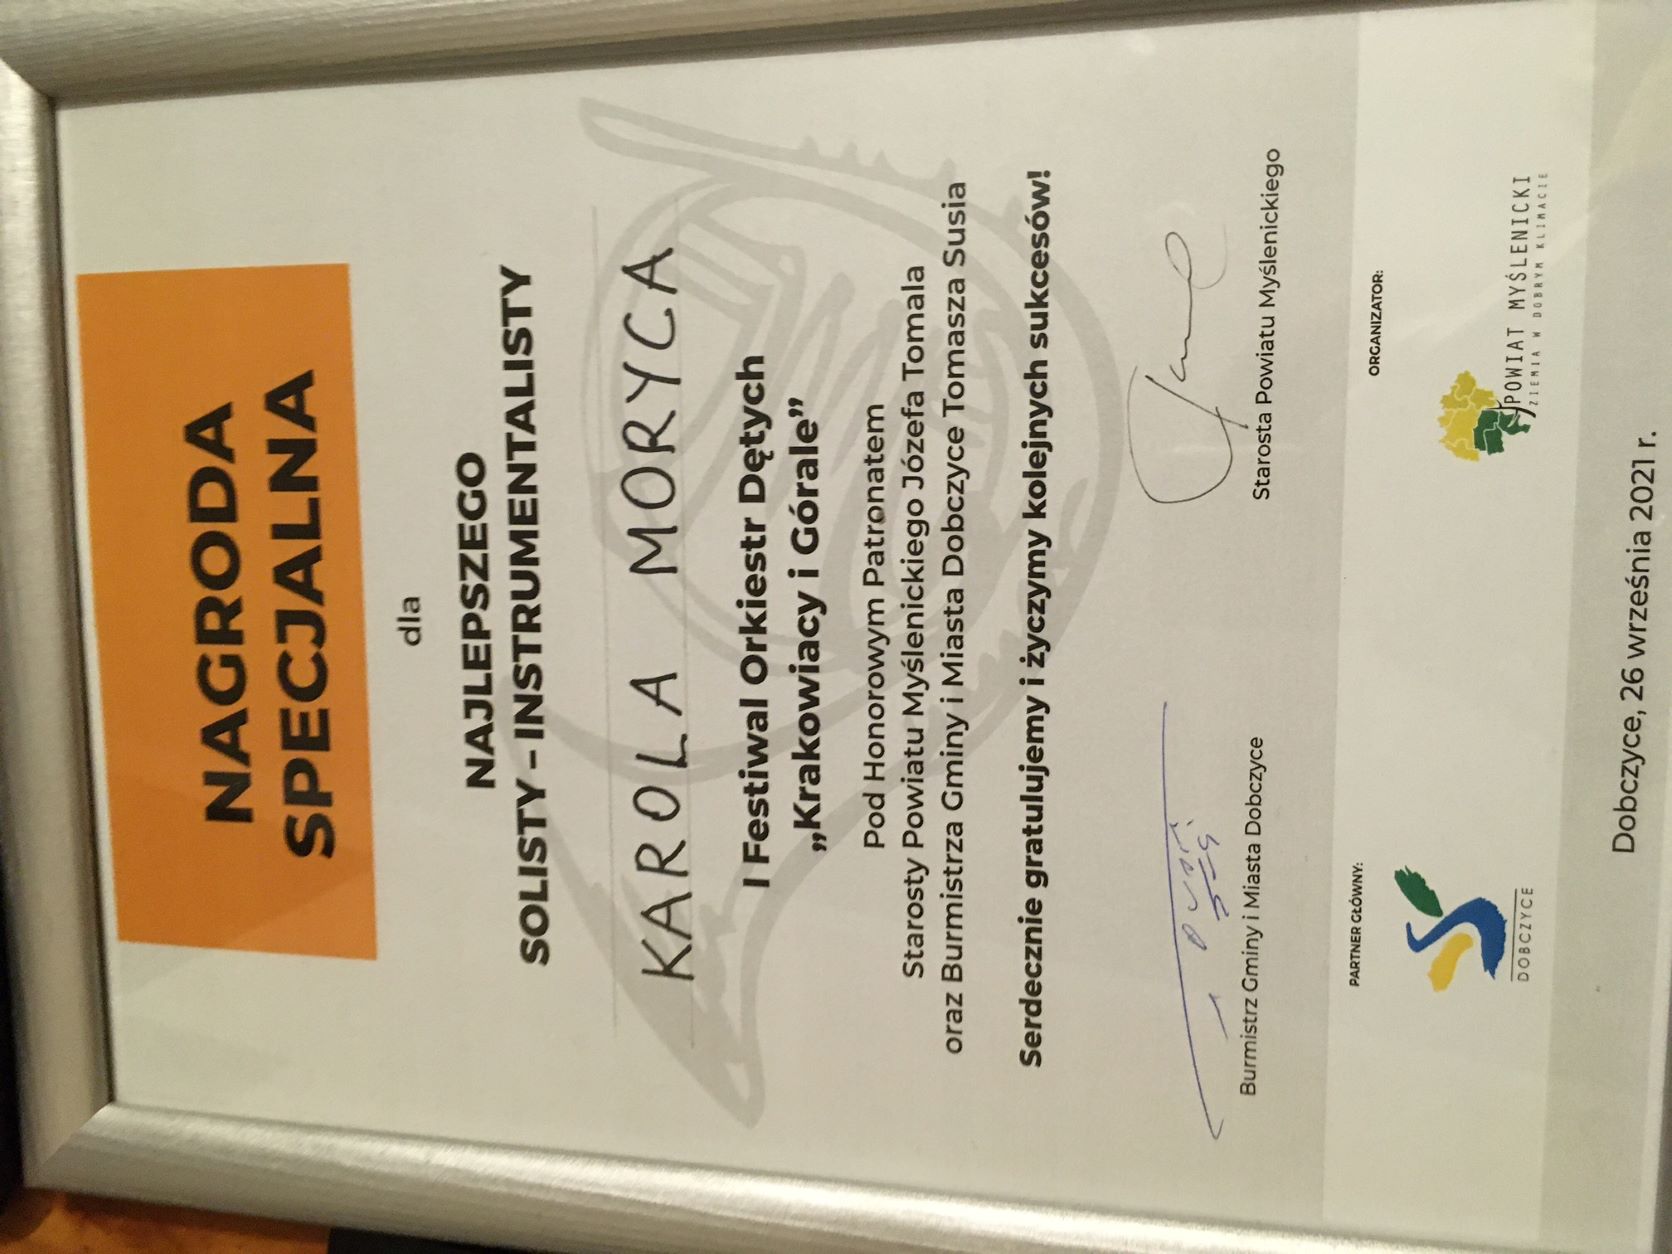 NAGRODA
SPECJALNA
dla
NAJLEPSZEGO
SOLISTY – INSTRUMENTALISTY
KAROLA MORYCA
I Festiwal Orkiestr Dętych
„Krakowiacy i Górale”
Pod Honorowym Patronatem
Starosty Powiatu Myślenickiego Józefa Tomala
oraz Burmistrza Gminy i Miasta Dobczyce Tomasza Susia
Serdecznie gratulujemy i życzymy kolejnych sukcesów!
Burmistrz Gminy i Miasta Dobczyce
Starosta Powiatu Myślenickiego
PARTNER GŁÓWNY:
ORGANIZATOR:
DOBCZYCE
POWIAT MYŚLENICKI
ZIEMIA W DOBRYM KLIMACIE
Dobczyce, 26 września 2021 r.